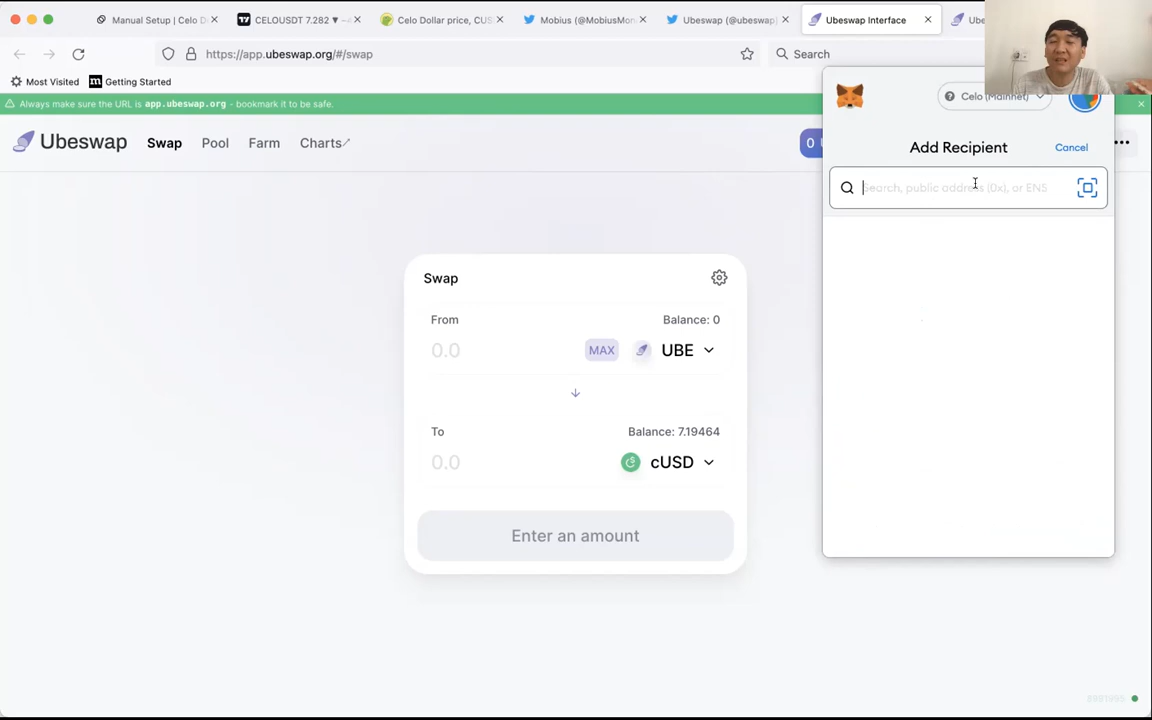 Manual Setup | Celo D
CELOUSDT 7.282 ▼ −4
Celo Dollar price, CUS
Mobius (@MobiusMon
Ubeswap (@ubeswap)
Ubeswap Interface
Ube
https://app.ubeswap.org/#/swap
Search
Most Visited
Getting Started
Always make sure the URL is app.ubeswap.org - bookmark it to be safe.
Ubeswap
Swap
Pool
Farm
Charts↗
0 U
Celo (Mainnet)
Add Recipient
Cancel
Search, public address (0x), or ENS
Swap
From
Balance: 0
0.0
MAX
UBE
To
Balance: 7.19464
0.0
cUSD
Enter an amount